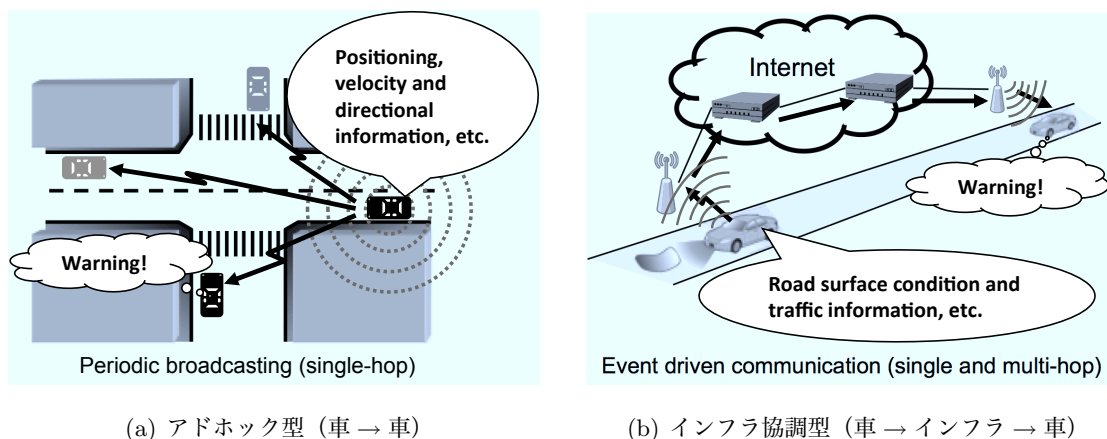 Positioning,
velocity and
directional
information, etc.
Warning!
Periodic broadcasting (single-hop)
(a) アドホック型（車 → 車）
Internet
Warning!
Road surface condition and
traffic information, etc.
Event driven communication (single and multi-hop)
(b) インフラ協調型（車 → インフラ → 車）